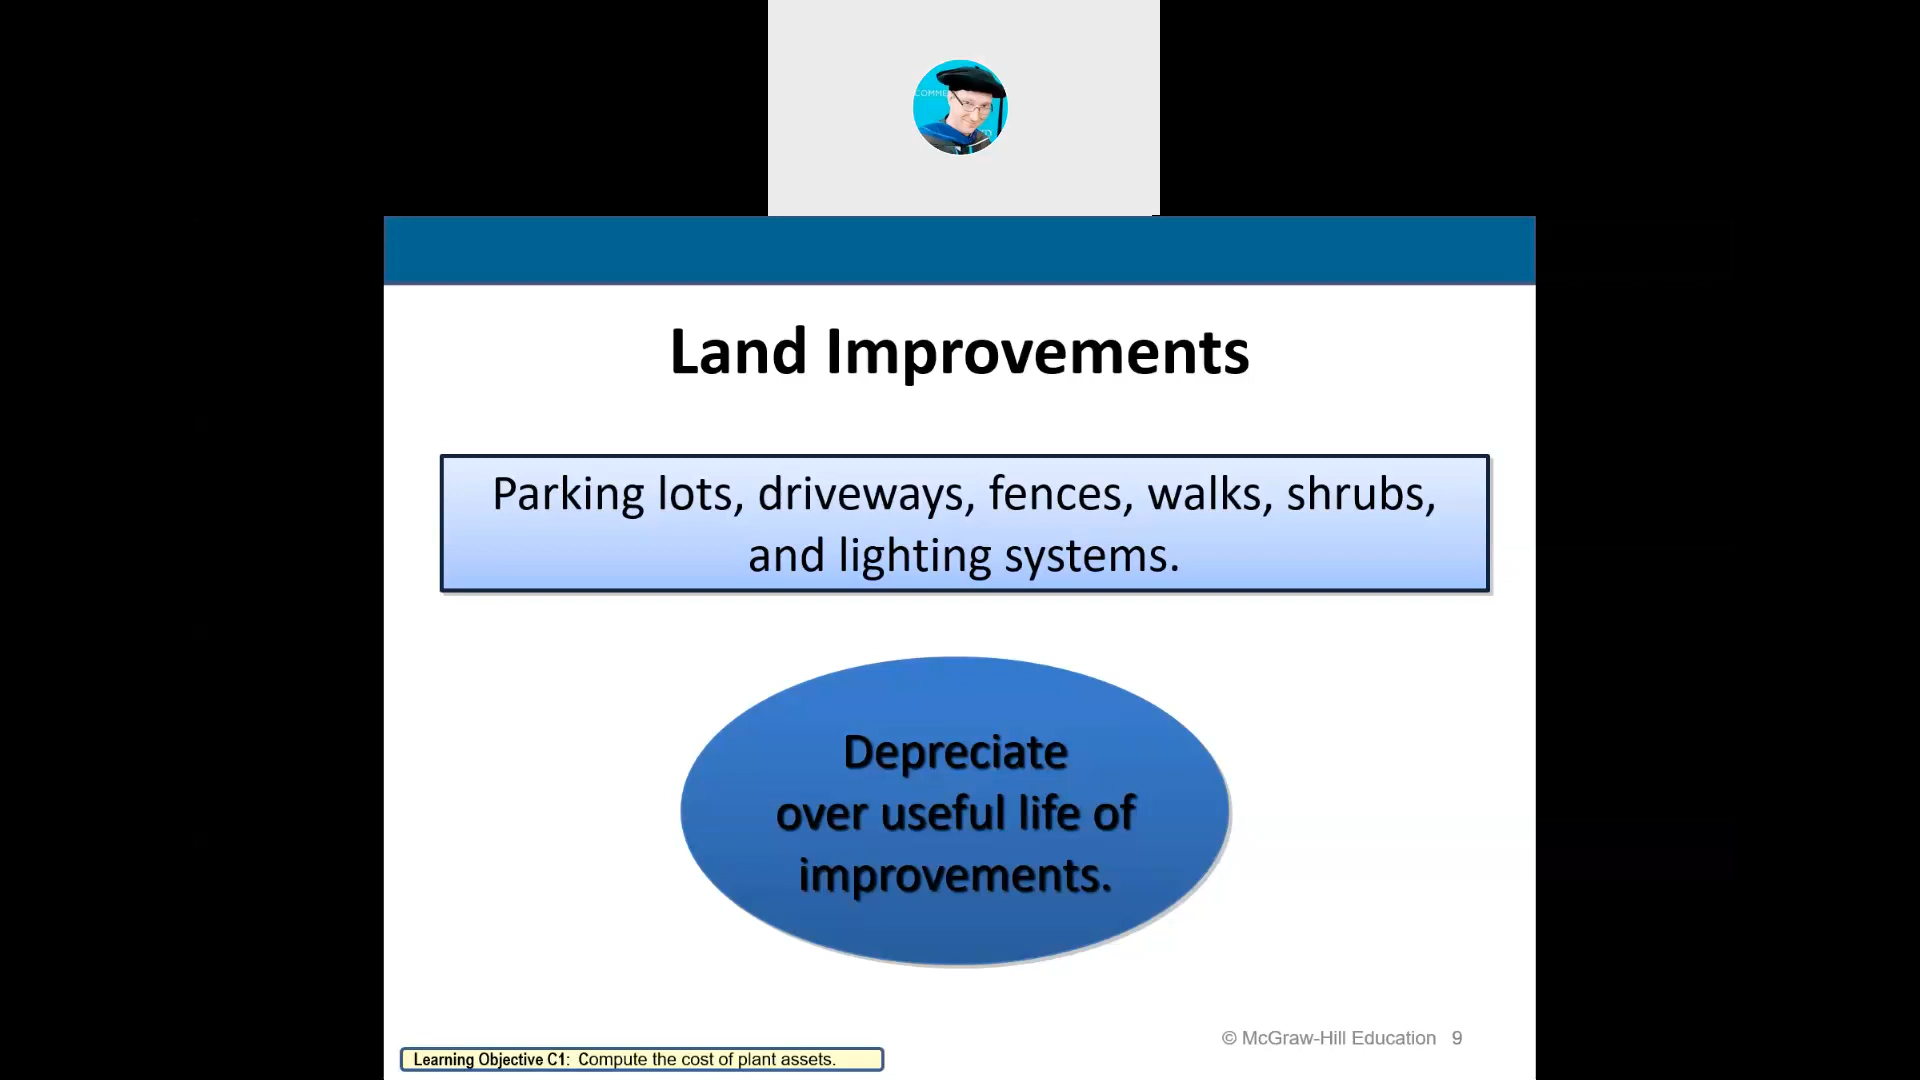 COMME
Land Improvements
Parking lots, driveways, fences, walks, shrubs,
and lighting systems.
Depreciate
over useful life of
improvements.
© McGraw-Hill Education 9
Learning Objective C1: Compute the cost of plant assets.